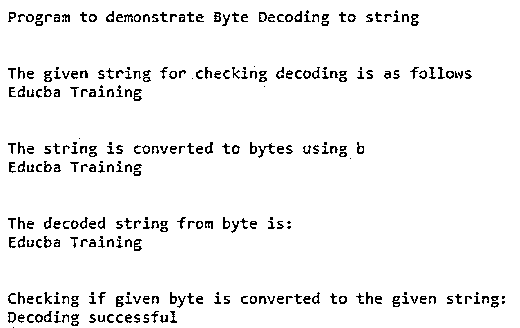 Program to demonstrate Byte Decoding to string
The given string for checking decoding is as follows
Educba Training
The string is converted to bytes using b
Educba Training
The decoded string from byte is:
Educba Training
Checking if given byte is converted to the given string:
Decoding successful